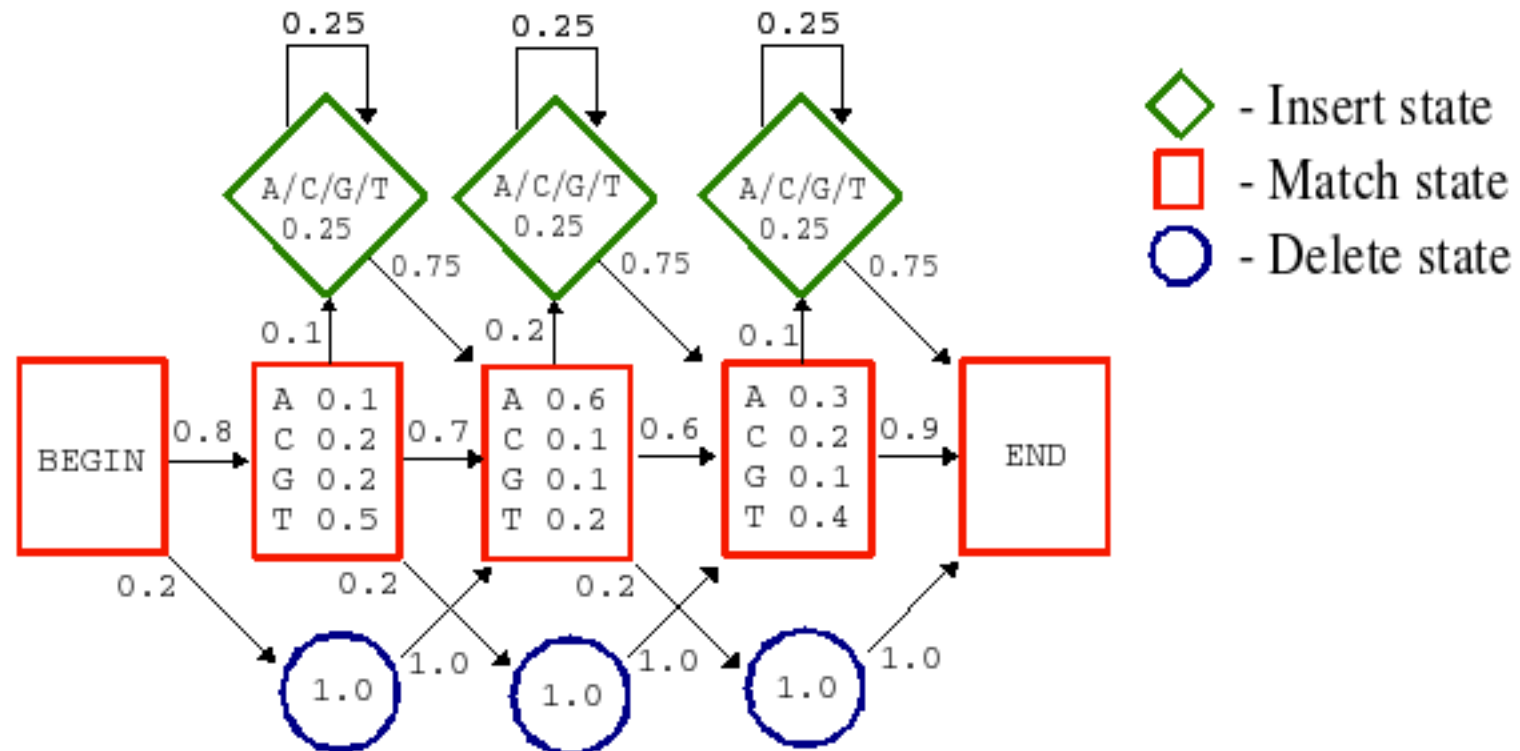 0.25 0.25 0.25
A/C/G/T
0.25
A/C/G/T
0.25
A/C/G/T
0.25
- Insert state
- Match state
- Delete state
0.75 0.75 0.75
0.1 0.2 0.1
BEGIN
0.8
A 0.1
C 0.2
G 0.2
T 0.5
0.7
A 0.6
C 0.1
G 0.1
T 0.2
0.6
A 0.3
C 0.2
G 0.1
T 0.4
0.9
END
0.2 0.2 0.2
1.0 1.0 1.0
1.0 1.0 1.0